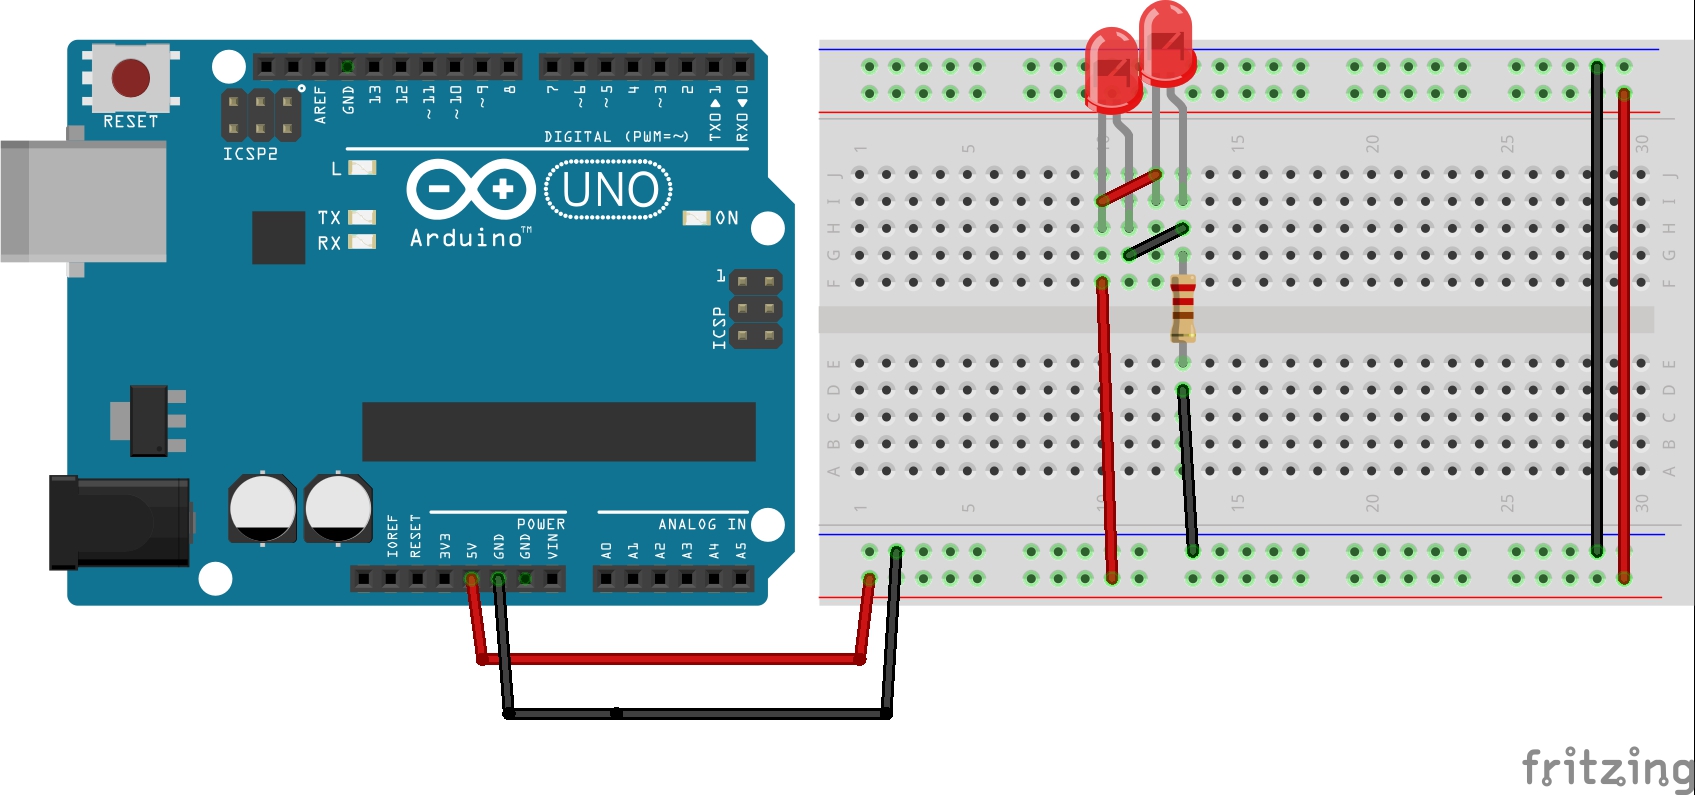 RESET
ICSP2
AREF
GND
13
12
~11
~10
~9
8
7
~6
~5
4
~3
2
TX0▶1
RX0◀0
DIGITAL (PWM=~)
L
TX
RX
UNO
Arduino™
ON
1
ICSP
IOREF
RESET
3V3
5V
GND
GND
VIN
POWER
ANALOG IN
A0
A1
A2
A3
A4
A5
1
5
10
15
20
25
30
J
I
H
G
F
E
D
C
B
A
J
I
H
G
F
E
D
C
B
A
1
5
10
15
20
25
30
fritzing